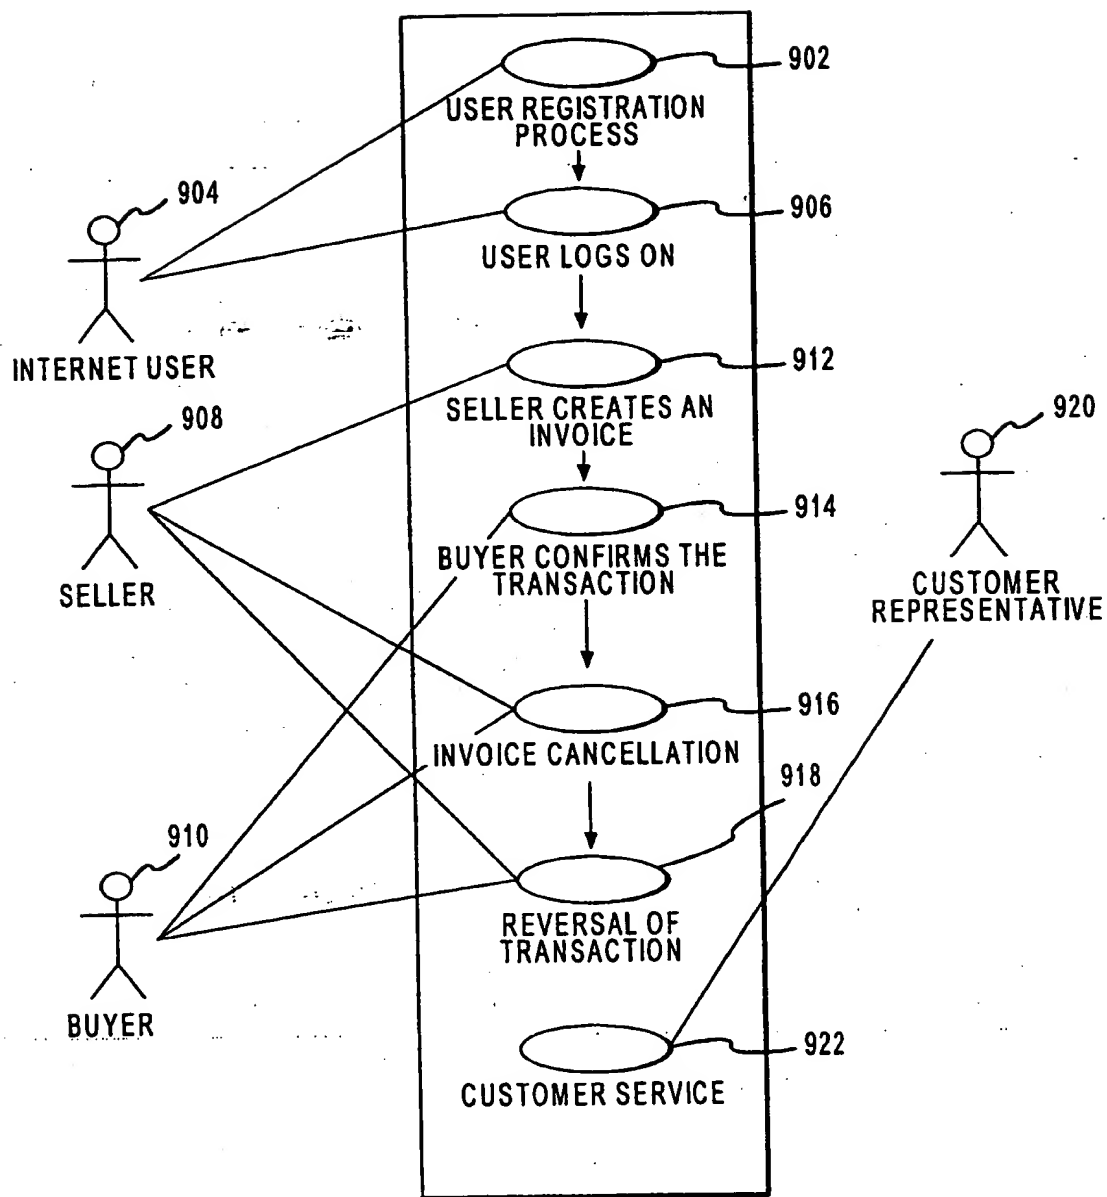 902
USER REGISTRATION
PROCESS
904
906
USER LOGS ON
INTERNET USER
912
SELLER CREATES AN
INVOICE
908
920
914
BUYER CONFIRMS THE
TRANSACTION
SELLER
CUSTOMER
REPRESENTATIVE
916
INVOICE CANCELLATION
918
910
REVERSAL OF
TRANSACTION
BUYER
922
CUSTOMER SERVICE